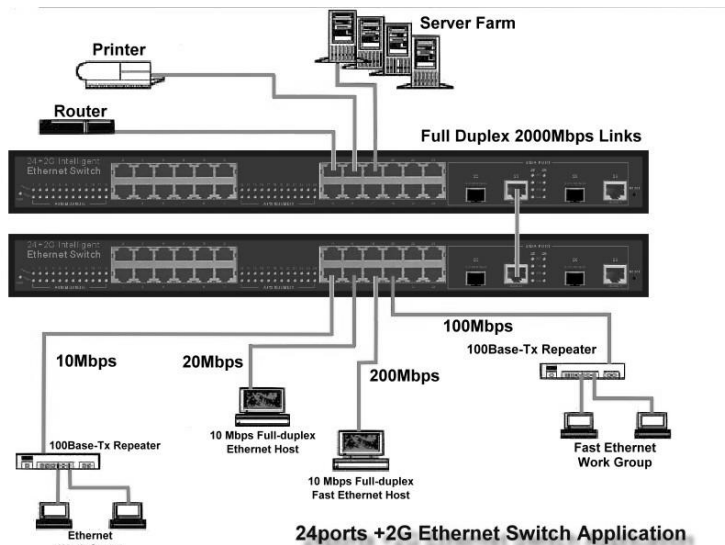 Server Farm
Printer
Router
Full Duplex 2000Mbps Links
24+2G Intelligent
Ethernet Switch
24+2G Intelligent
Ethernet Switch
10Mbps
20Mbps
200Mbps
100Mbps
100Base-Tx Repeater
10 Mbps Full-duplex
Ethernet Host
100Base-Tx Repeater
10 Mbps Full-duplex
Fast Ethernet Host
Fast Ethernet
Work Group
Ethernet
24ports +2G Ethernet Switch Application